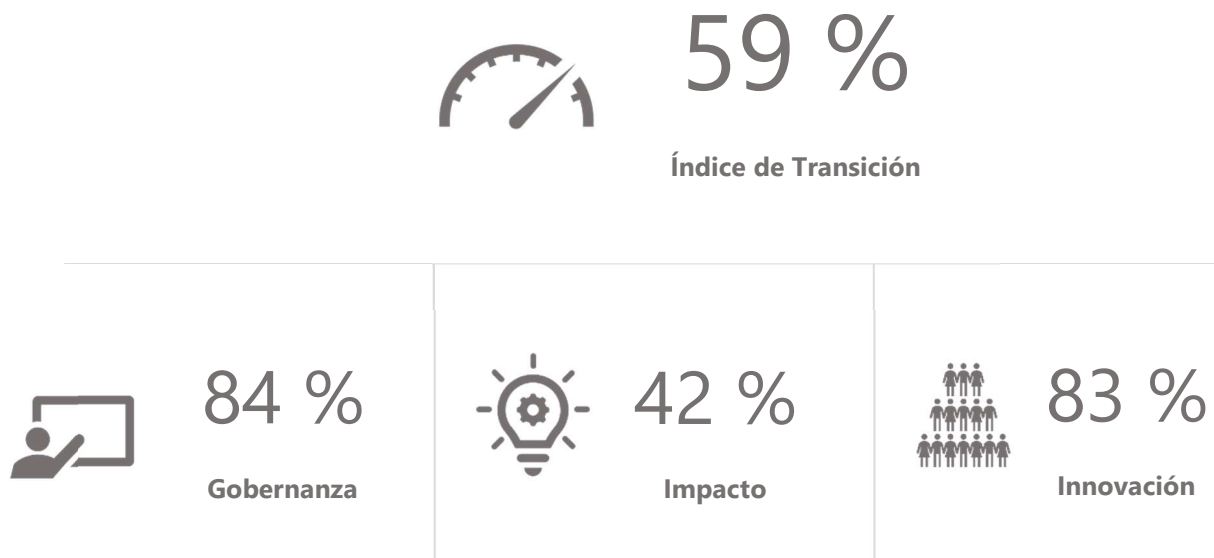 59 %
Índice de Transición
84 %
Gobernanza
42 %
Impacto
83 %
Innovación